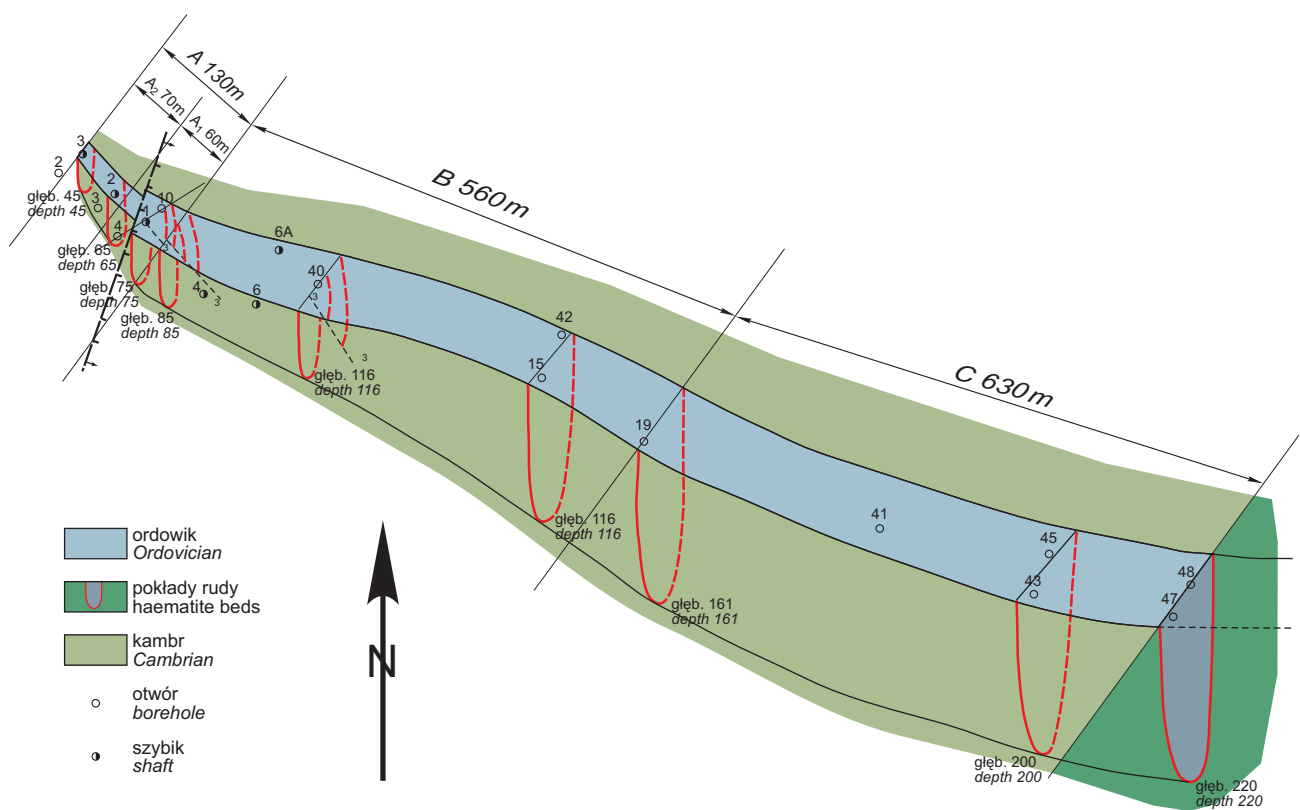 A 130m
A₂ 70m
A₁ 60m
B 560m
C 630m
3
2
2
3
głęb. 45
depth 45
4
1
10
3
głęb. 65
depth 65
głęb. 75
depth 75
głęb. 85
depth 85
4
3
6
6A
40
3
3
głęb. 116
depth 116
42
15
głęb. 116
depth 116
19
głęb. 161
depth 161
41
45
43
głęb. 200
depth 200
48
47
głęb. 220
depth 220
ordowik
Ordovician
pokłady rudy
haematite beds
kambr
Cambrian
otwór
borehole
szybik
shaft
N